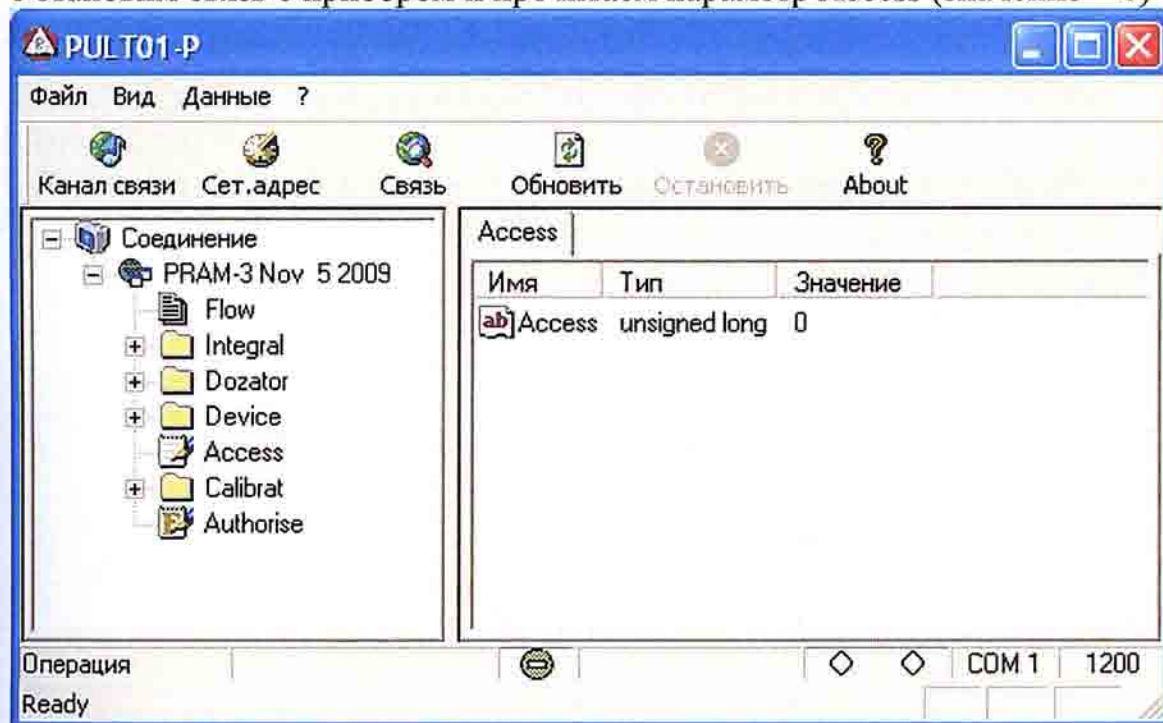 PULT01-P
Файл Вид Данные ?
Канал связи Сет.адрес Связь Обновить Остановить About
Соединение
PRAM-3 Nov 5 2009
Flow
Integral
Dozator
Device
Access
Calibrat
Authorise
Access
Имя Тип Значение
Access unsigned long 0
Операция COM 1 1200
Ready